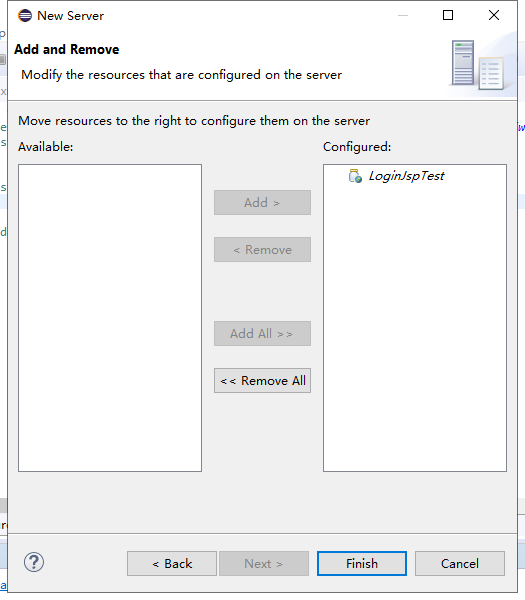 New Server
Add and Remove
Modify the resources that are configured on the server
Move resources to the right to configure them on the server
Available:
Configured:
LoginJspTest
Add >
< Remove
Add All >>
<< Remove All
?
< Back
Next >
Finish
Cancel